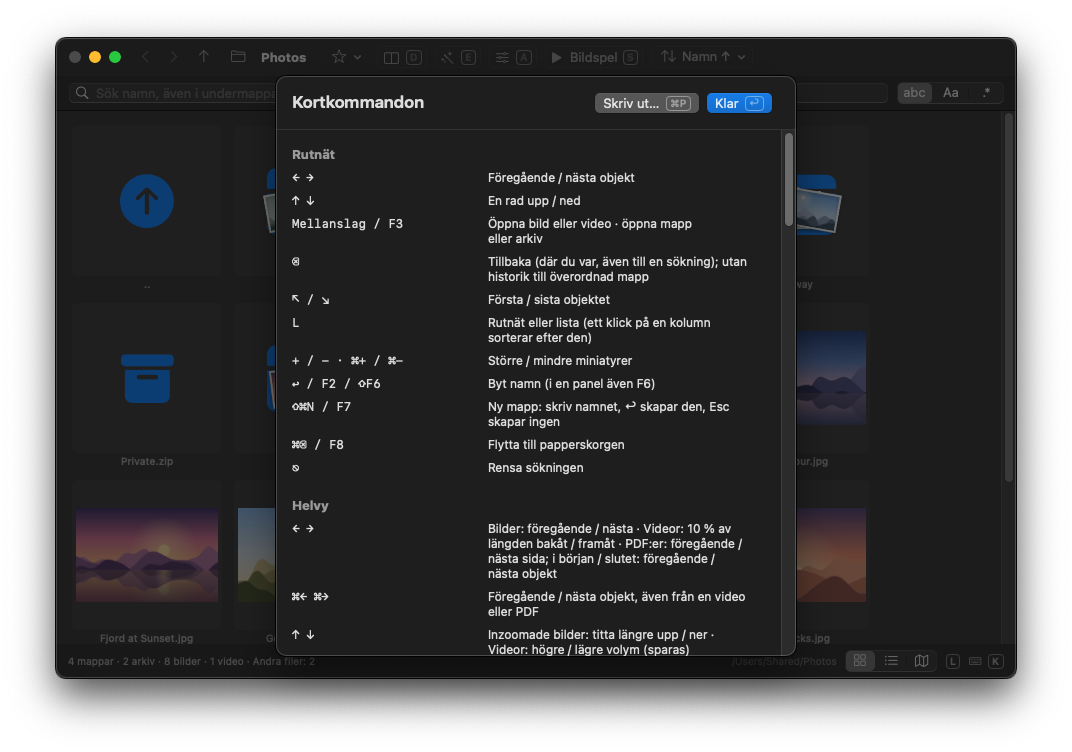 Photos D E A Bildspel S Namn ↑
Sök namn, även i undermappa abc Aa .*
Kortkommandon Skriv ut... ⌘P Klar ↩
Rutnät
← → Föregående / nästa objekt
↑ ↓ En rad upp / ned
Mellanslag / F3 Öppna bild eller video · öppna mapp
eller arkiv
⌫ Tillbaka (där du var, även till en sökning); utan
historik till överordnad mapp
↖ / ↘ Första / sista objektet
L Rutnät eller lista (ett klick på en kolumn
sorterar efter den)
+ / − · ⌘+ / ⌘− Större / mindre miniatyrer
↩ / F2 / ⇧F6 Byt namn (i en panel även F6)
⇧⌘N / F7 Ny mapp: skriv namnet, ↩ skapar den, Esc
skapar ingen
⌘⌫ / F8 Flytta till papperskorgen
⎋ Rensa sökningen
Helvy
← → Bilder: föregående / nästa · Videor: 10 % av
längden bakåt / framåt · PDF:er: föregående /
nästa sida; i början / slutet: föregående /
nästa objekt
⌘← ⌘→ Föregående / nästa objekt, även från en video
eller PDF
↑ ↓ Inzoomade bilder: titta längre upp / ner ·
Videor: högre / lägre volym (sparas)
..
way
Private.zip
our.jpg
Fjord at Sunset.jpg
cks.jpg
4 mappar · 2 arkiv · 8 bilder · 1 video · Andra filer: 2 /Users/Shared/Photos L K